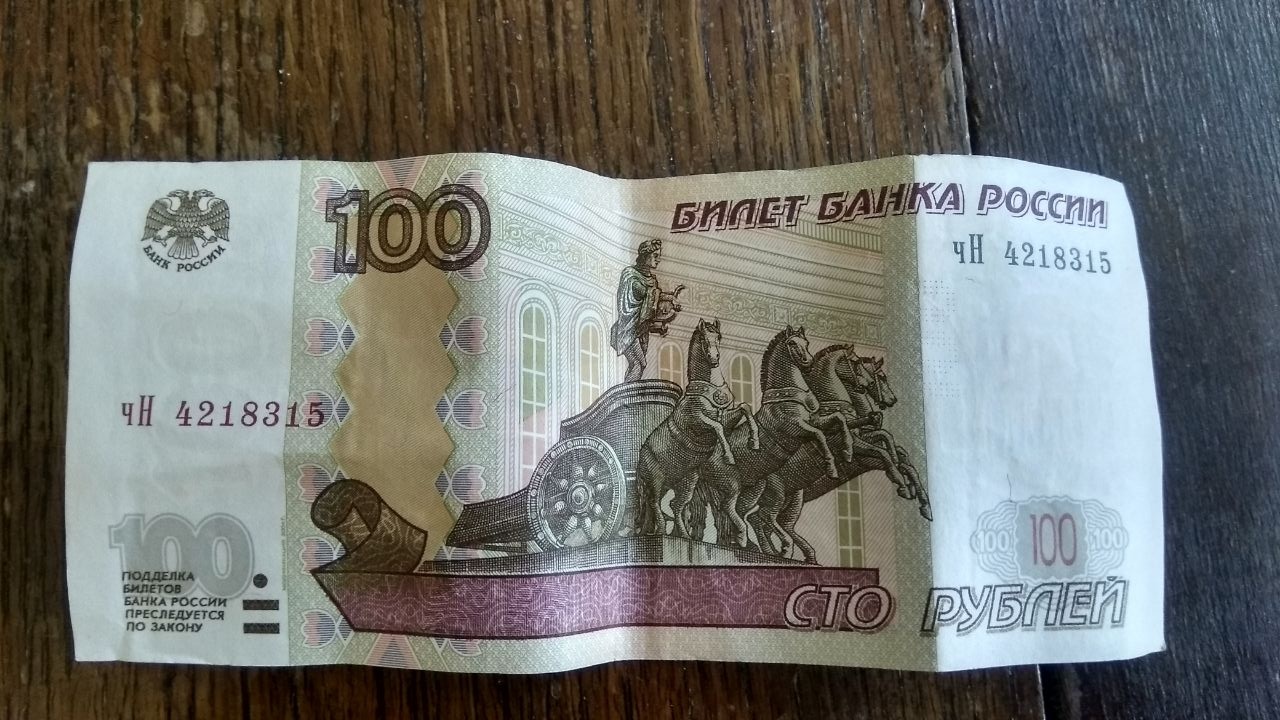 БАНК РОССИИ
100
БИЛЕТ БАНКА РОССИИ
чН 4218315
чН 4218315
100
ПОДДЕЛКА
БИЛЕТОВ
БАНКА РОССИИ
ПРЕСЛЕДУЕТСЯ
ПО ЗАКОНУ
100 100 100
СТО РУБЛЕЙ